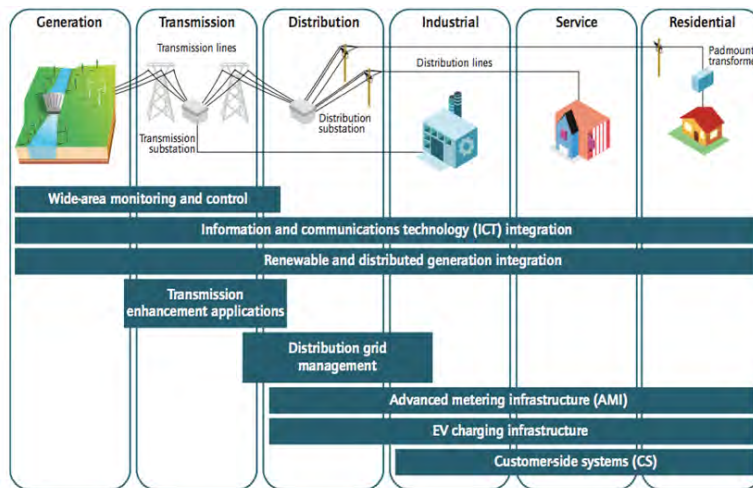 Generation
Transmission
Distribution
Industrial
Service
Residential
Transmission lines
Padmount
transforme
Distribution lines
Distribution
substation
Transmission
substation
Wide-area monitoring and control
Information and communications technology (ICT) integration
Renewable and distributed generation integration
Transmission
enhancement applications
Distribution grid
management
Advanced metering infrastructure (AMI)
EV charging infrastructure
Customer-side systems (CS)